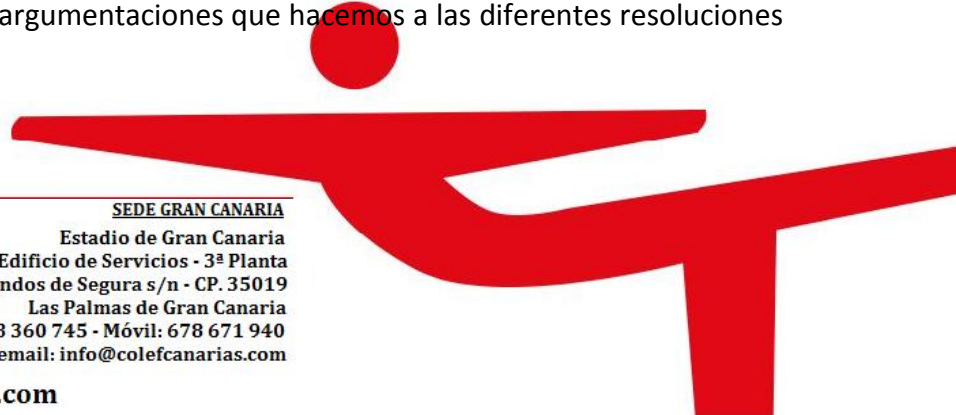 argumentaciones que hacemos a las diferentes resoluciones
SEDE GRAN CANARIA
Estadio de Gran Canaria
Edificio de Servicios - 3ª Planta
s/n - CP. 35019
de Segura
Las Palmas de Gran Canaria
360 745 - Móvil: 678 671 940
email: info@colefcanarias.com
.com